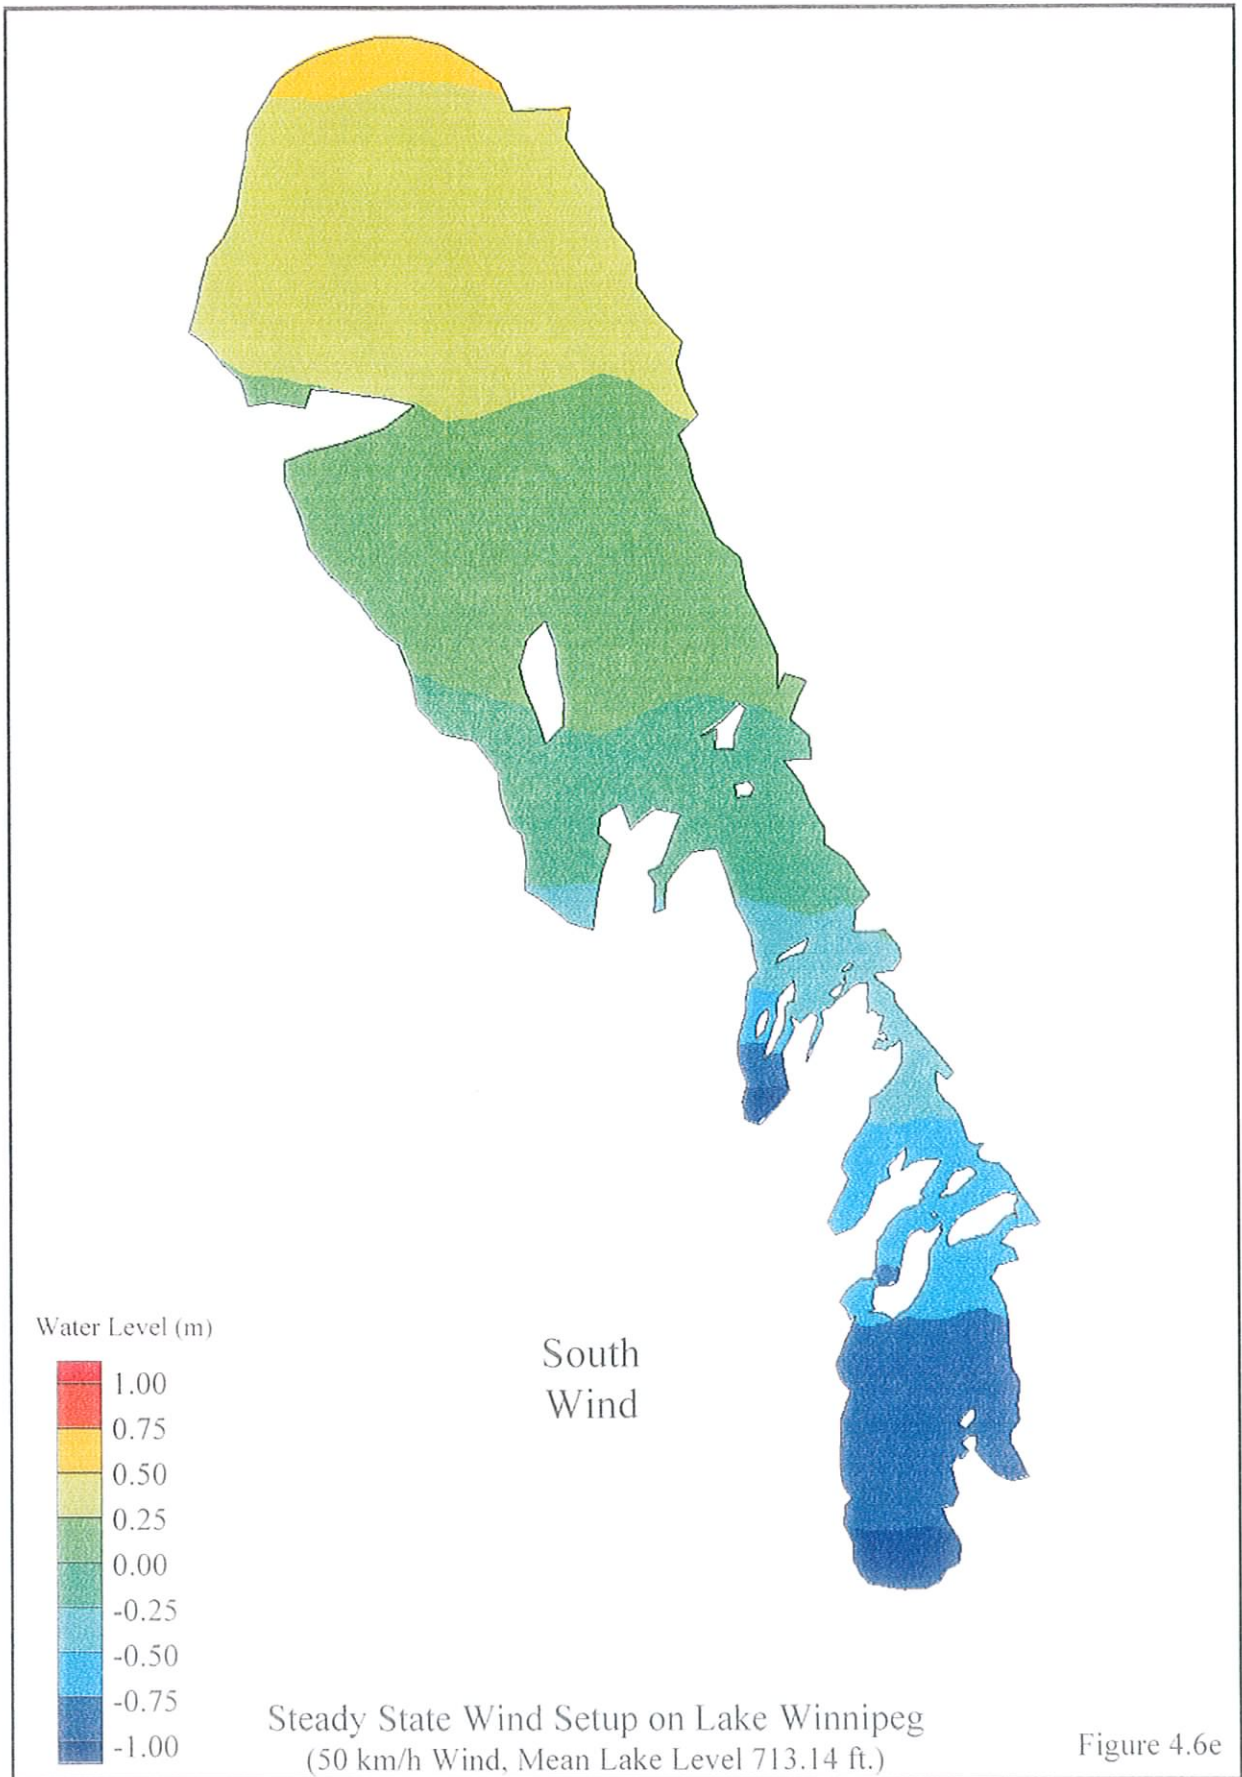 South
Wind
Water Level (m)
1.00
0.75
0.50
0.25
0.00
-0.25
-0.50
-0.75
-1.00
Steady State Wind Setup on Lake Winnipeg
(50 km/h Wind, Mean Lake Level 713.14 ft.)
Figure 4.6e